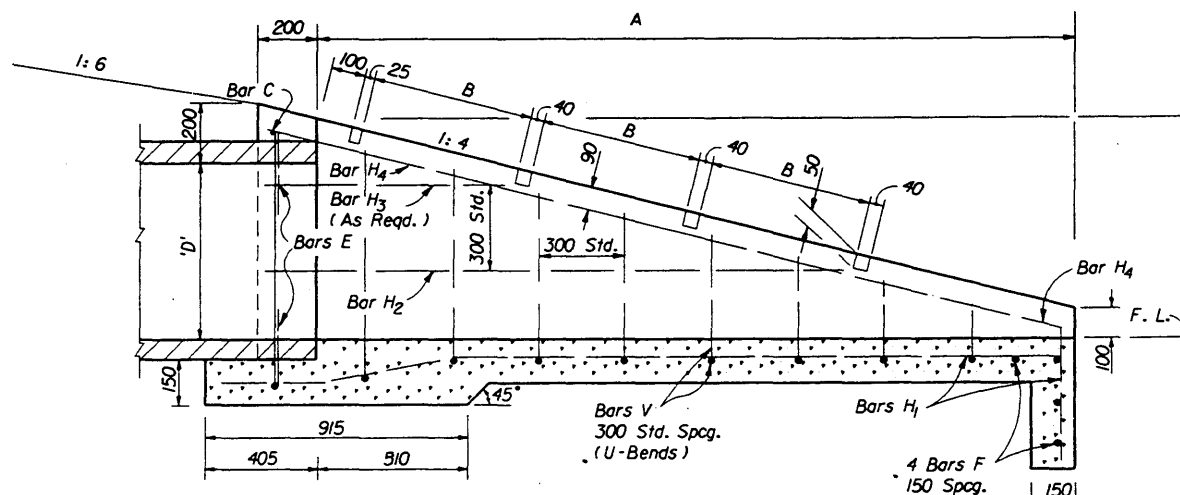 A
200
1: 6
100
25
Bar C
B
40
B
40
B
50
40
200
1: 4
90
Bar H4
Bar H3
(As Reqd.)
300 Std.
300 Std.
'D'
Bars E
Bar H2
Bar H4
F. L.
100
150
45°
Bars V
300 Std. Spcg.
(U-Bends)
Bars H1
915
405
510
4 Bars F
150 Spcg.
150